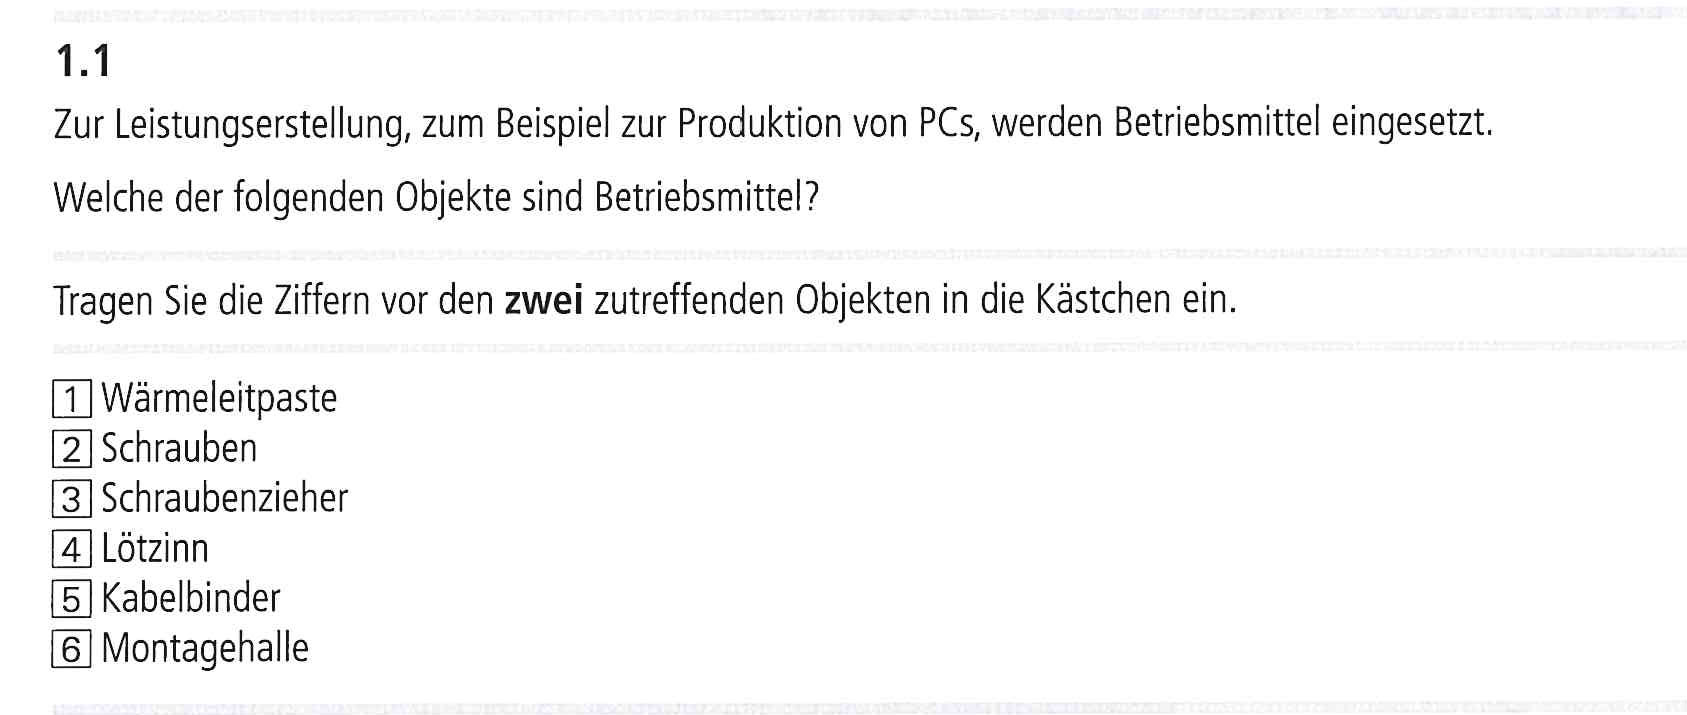 1.1
Zur Leistungserstellung, zum Beispiel zur Produktion von PCs, werden Betriebsmittel eingesetzt.
Welche der folgenden Objekte sind Betriebsmittel?
Tragen Sie die Ziffern vor den zwei zutreffenden Objekten in die Kästchen ein.
1 Wärmeleitpaste
2 Schrauben
3 Schraubenzieher
4 Lötzinn
5 Kabelbinder
6 Montagehalle